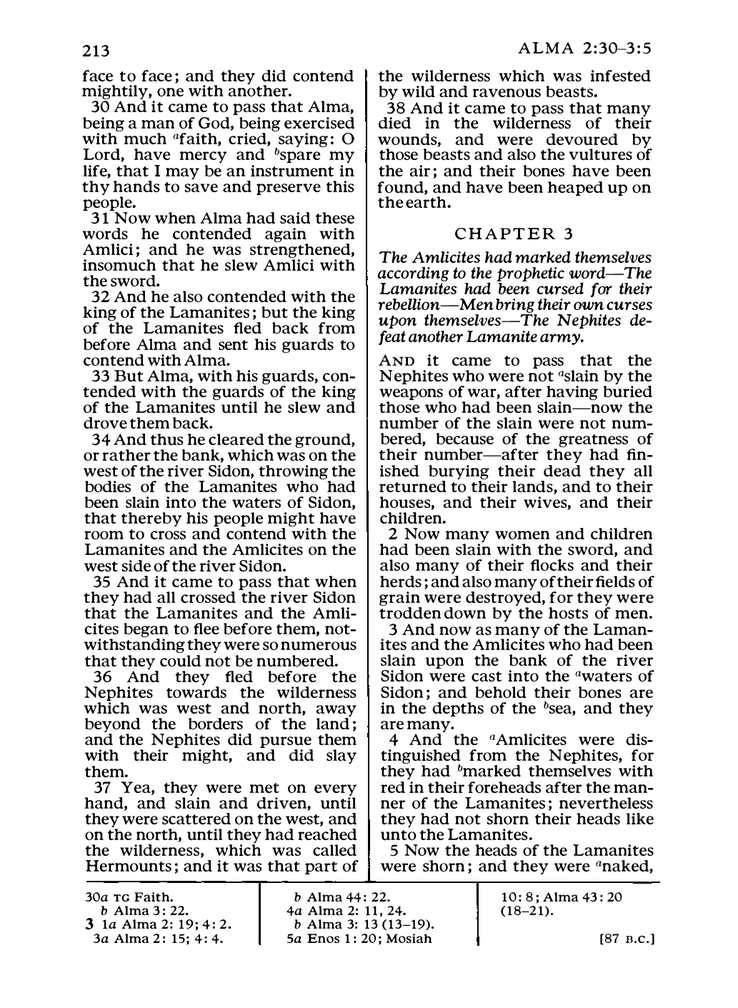 213
ALMA 2:30–3:5
face to face; and they did contend
mightily, one with another.
30 And it came to pass that Alma,
being a man of God, being exercised
with much ᵃfaith, cried, saying: O
Lord, have mercy and ᵇspare my
life, that I may be an instrument in
thy hands to save and preserve this
people.
31 Now when Alma had said these
words he contended again with
Amlici; and he was strengthened,
insomuch that he slew Amlici with
the sword.
32 And he also contended with the
king of the Lamanites; but the king
of the Lamanites fled back from
before Alma and sent his guards to
contend with Alma.
33 But Alma, with his guards, con-
tended with the guards of the king
of the Lamanites until he slew and
drove them back.
34 And thus he cleared the ground,
or rather the bank, which was on the
west of the river Sidon, throwing the
bodies of the Lamanites who had
been slain into the waters of Sidon,
that thereby his people might have
room to cross and contend with the
Lamanites and the Amlicites on the
west side of the river Sidon.
35 And it came to pass that when
they had all crossed the river Sidon
that the Lamanites and the Amli-
cites began to flee before them, not-
withstanding they were so numerous
that they could not be numbered.
36 And they fled before the
Nephites towards the wilderness
which was west and north, away
beyond the borders of the land;
and the Nephites did pursue them
with their might, and did slay
them.
37 Yea, they were met on every
hand, and slain and driven, until
they were scattered on the west, and
on the north, until they had reached
the wilderness, which was called
Hermounts; and it was that part of
the wilderness which was infested
by wild and ravenous beasts.
38 And it came to pass that many
died in the wilderness of their
wounds, and were devoured by
those beasts and also the vultures of
the air; and their bones have been
found, and have been heaped up on
the earth.
CHAPTER 3
The Amlicites had marked themselves
according to the prophetic word—The
Lamanites had been cursed for their
rebellion—Men bring their own curses
upon themselves—The Nephites de-
feat another Lamanite army.
AND it came to pass that the
Nephites who were not ᵃslain by the
weapons of war, after having buried
those who had been slain—now the
number of the slain were not num-
bered, because of the greatness of
their number—after they had fin-
ished burying their dead they all
returned to their lands, and to their
houses, and their wives, and their
children.
2 Now many women and children
had been slain with the sword, and
also many of their flocks and their
herds; and also many of their fields of
grain were destroyed, for they were
trodden down by the hosts of men.
3 And now as many of the Laman-
ites and the Amlicites who had been
slain upon the bank of the river
Sidon were cast into the ᵃwaters of
Sidon; and behold their bones are
in the depths of the ᵇsea, and they
are many.
4 And the ᵃAmlicites were dis-
tinguished from the Nephites, for
they had ᵇmarked themselves with
red in their foreheads after the man-
ner of the Lamanites; nevertheless
they had not shorn their heads like
unto the Lamanites.
5 Now the heads of the Lamanites
were shorn; and they were ᵃnaked,
30a TG Faith.
b Alma 3: 22.
3 1a Alma 2: 19; 4: 2.
3a Alma 2: 15; 4: 4.
b Alma 44: 22.
4a Alma 2: 11, 24.
b Alma 3: 13 (13–19).
5a Enos 1: 20; Mosiah
10: 8; Alma 43: 20
(18–21).
[87 B.C.]